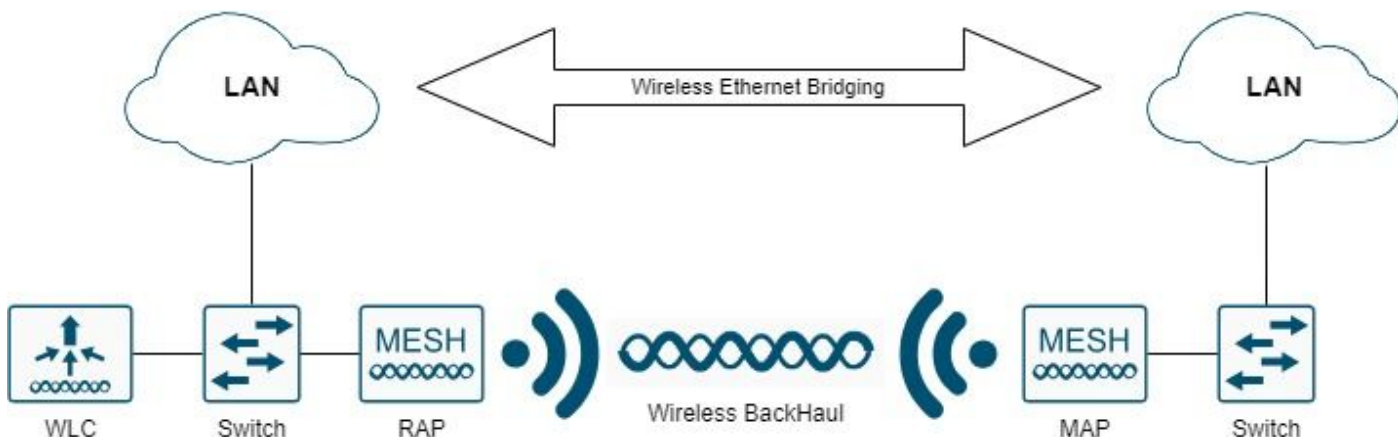 LAN
Wireless Ethernet Bridging
LAN
MESH
MESH
Wireless BackHaul
WLC
Switch
RAP
MAP
Switch